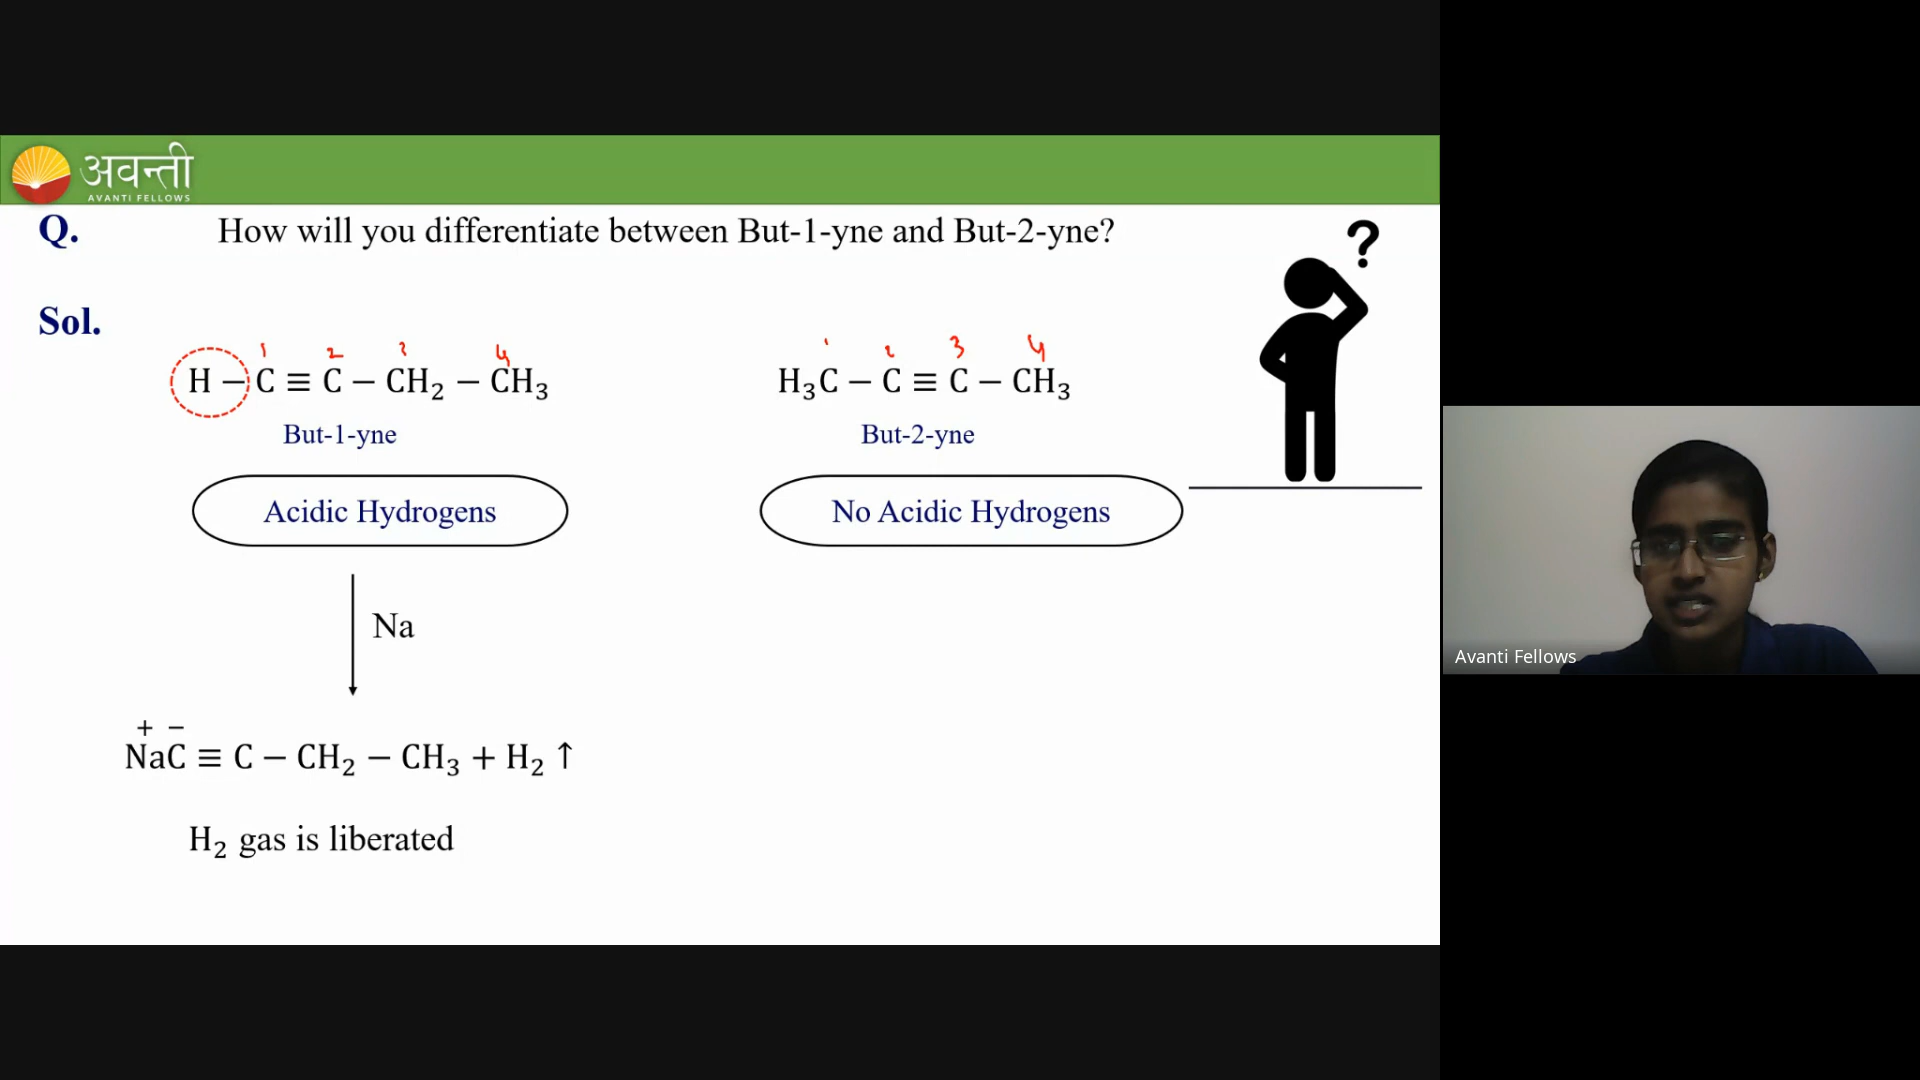 अवन्ती
AVANTI FELLOWS
Q. How will you differentiate between But-1-yne and But-2-yne?
?
Sol.
1 2 3 4
H – C ≡ C – CH₂ – CH₃
1 2 3 4
H₃C – C ≡ C – CH₃
But-1-yne
But-2-yne
Acidic Hydrogens
No Acidic Hydrogens
Na
+ −
NaC ≡ C – CH₂ – CH₃ + H₂ ↑
H₂ gas is liberated
Avanti Fellows